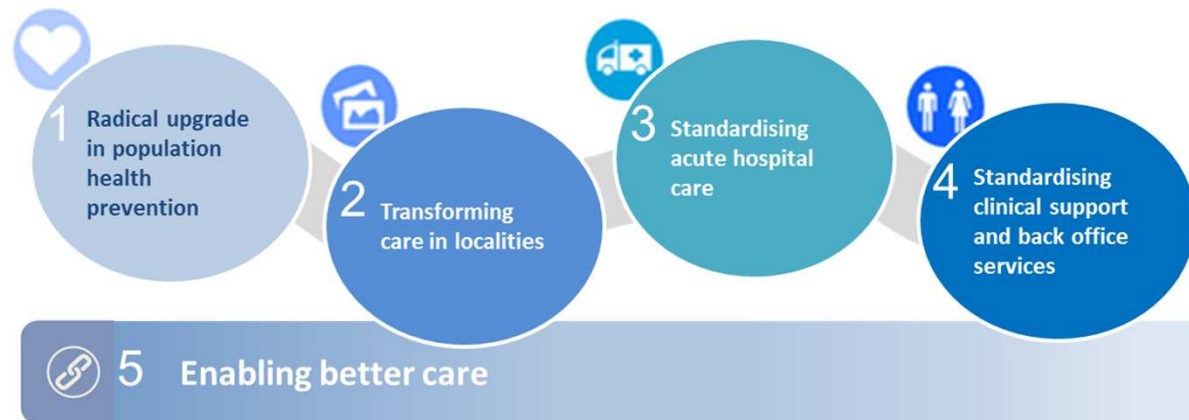 1
Radical upgrade
in population
health
prevention
2
Transforming
care in localities
3
Standardising
acute hospital
care
4
Standardising
clinical support
and back office
services
5 Enabling better care